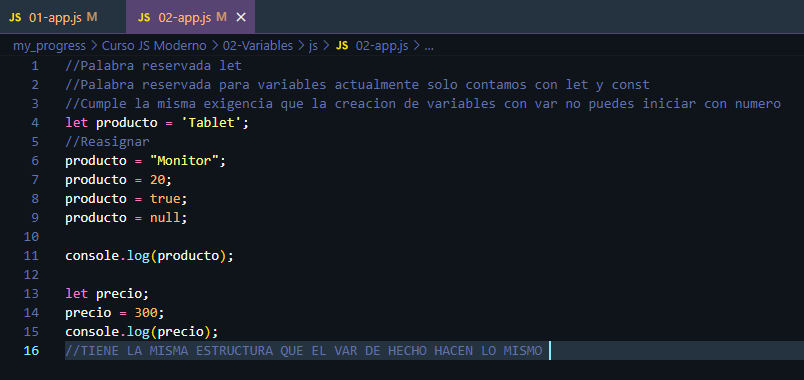 JS 01-app.js M JS 02-app.js M ×
my_progress > Curso JS Moderno > 02-Variables > js > JS 02-app.js > ...
1 //Palabra reservada let
2 //Palabra reservada para variables actualmente solo contamos con let y const
3 //Cumple la misma exigencia que la creacion de variables con var no puedes iniciar con numero
4 let producto = 'Tablet';
5 //Reasignar
6 producto = "Monitor";
7 producto = 20;
8 producto = true;
9 producto = null;
10
11 console.log(producto);
12
13 let precio;
14 precio = 300;
15 console.log(precio);
16 //TIENE LA MISMA ESTRUCTURA QUE EL VAR DE HECHO HACEN LO MISMO